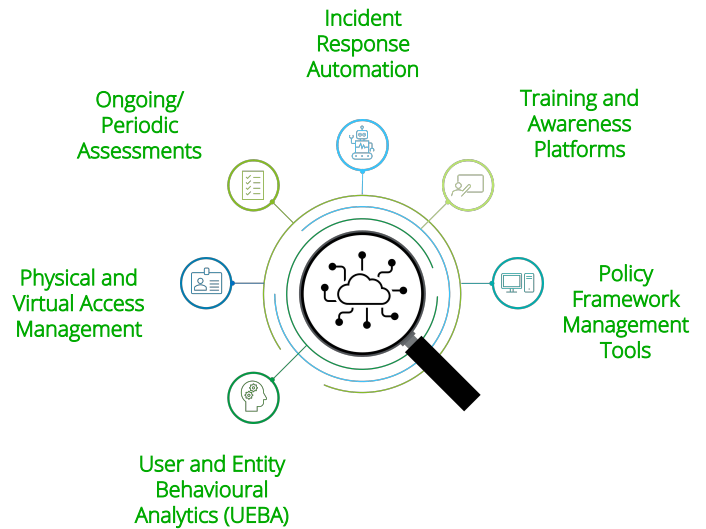 Incident
Response
Automation
Ongoing/
Periodic
Assessments
Training and
Awareness
Platforms
Physical and
Virtual Access
Management
Policy
Framework
Management
Tools
User and Entity
Behavioural
Analytics (UEBA)